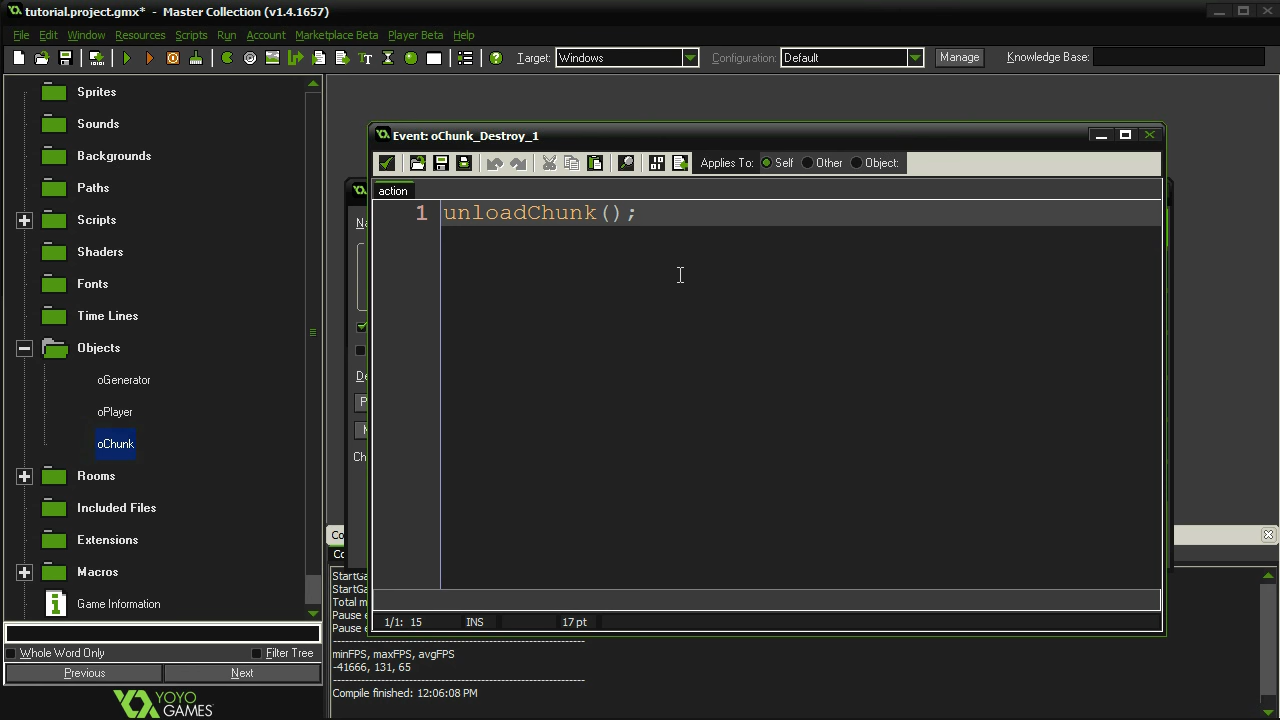 tutorial.project.gmx* - Master Collection (v1.4.1657)
File Edit Window Resources Scripts Run Account Marketplace Beta Player Beta Help
Target: Windows Configuration: Default Manage Knowledge Base:
Sprites
Sounds
Backgrounds
Paths
Scripts
Shaders
Fonts
Time Lines
Objects
oGenerator
oPlayer
oChunk
Rooms
Included Files
Extensions
Macros
Game Information
Whole Word Only Filter Tree
Previous Next
YOYO
GAMES
Event: oChunk_Destroy_1
Applies To: Self Other Object:
action
1 unloadChunk();
1/1: 15 INS 17 pt
Total m
Pause e
Pause e
minFPS, maxFPS, avgFPS
-41666, 131, 65
Compile finished: 12:06:08 PM